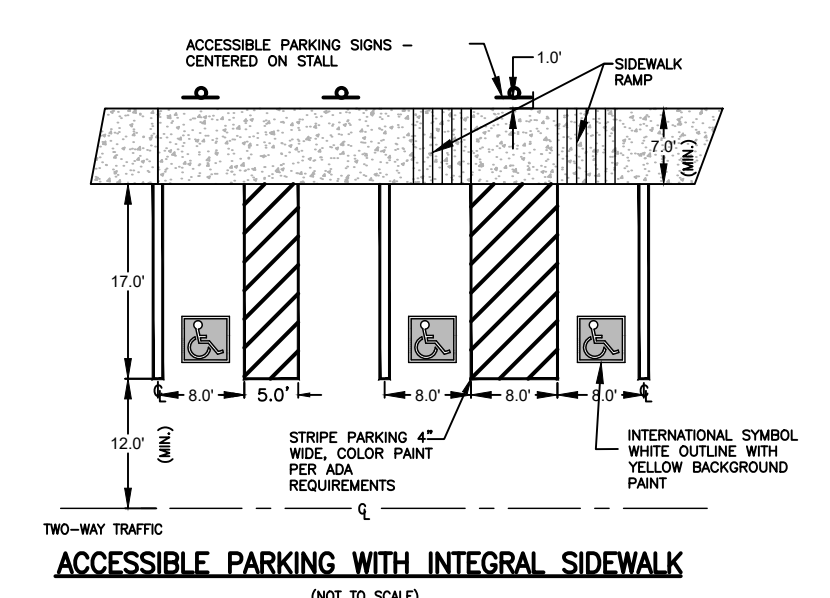 ACCESSIBLE PARKING SIGNS –
CENTERED ON STALL
1.0'
SIDEWALK
RAMP
7.0'
(MIN.)
17.0'
℄
8.0'
5.0'
8.0'
8.0'
8.0'
℄
12.0'
(MIN.)
STRIPE PARKING 4"
WIDE, COLOR PAINT
PER ADA
REQUIREMENTS
INTERNATIONAL SYMBOL
WHITE OUTLINE WITH
YELLOW BACKGROUND
PAINT
℄
TWO-WAY TRAFFIC
ACCESSIBLE PARKING WITH INTEGRAL SIDEWALK
(NOT TO SCALE)